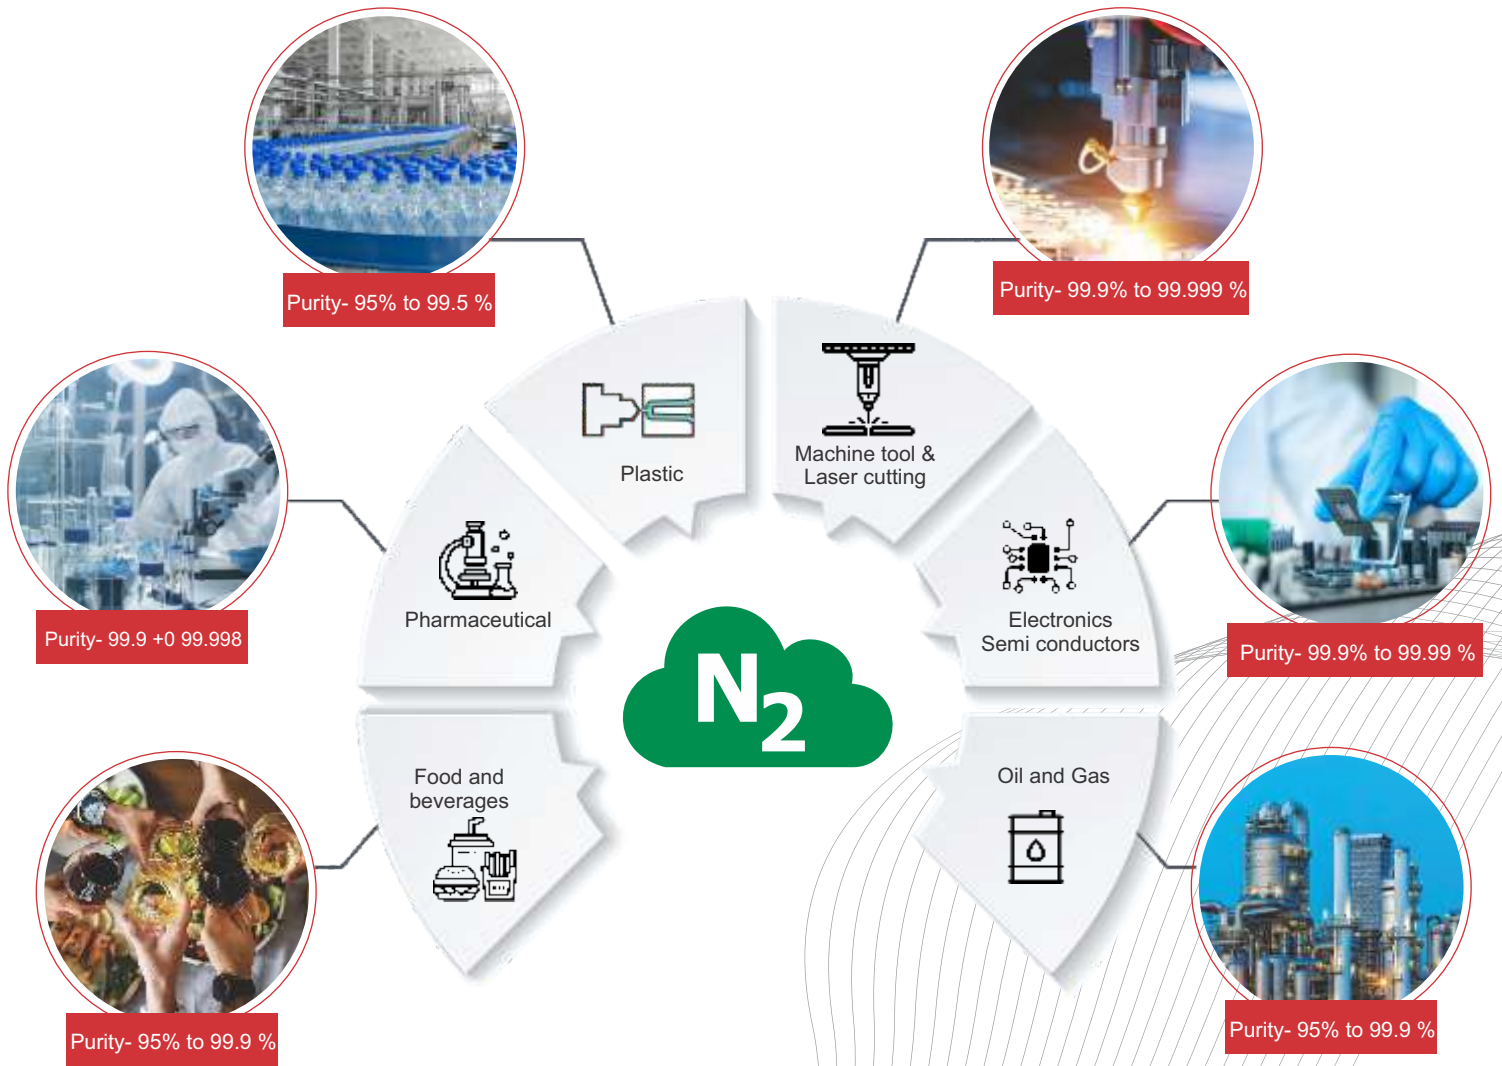 Purity- 95% to 99.5 %
Purity- 99.9% to 99.999 %
Plastic
Machine tool &
Laser cutting
Pharmaceutical
Electronics
Semi conductors
Purity- 99.9 +0 99.998
Purity- 99.9% to 99.99 %
N2
Food and
beverages
Oil and Gas
Purity- 95% to 99.9 %
Purity- 95% to 99.9 %